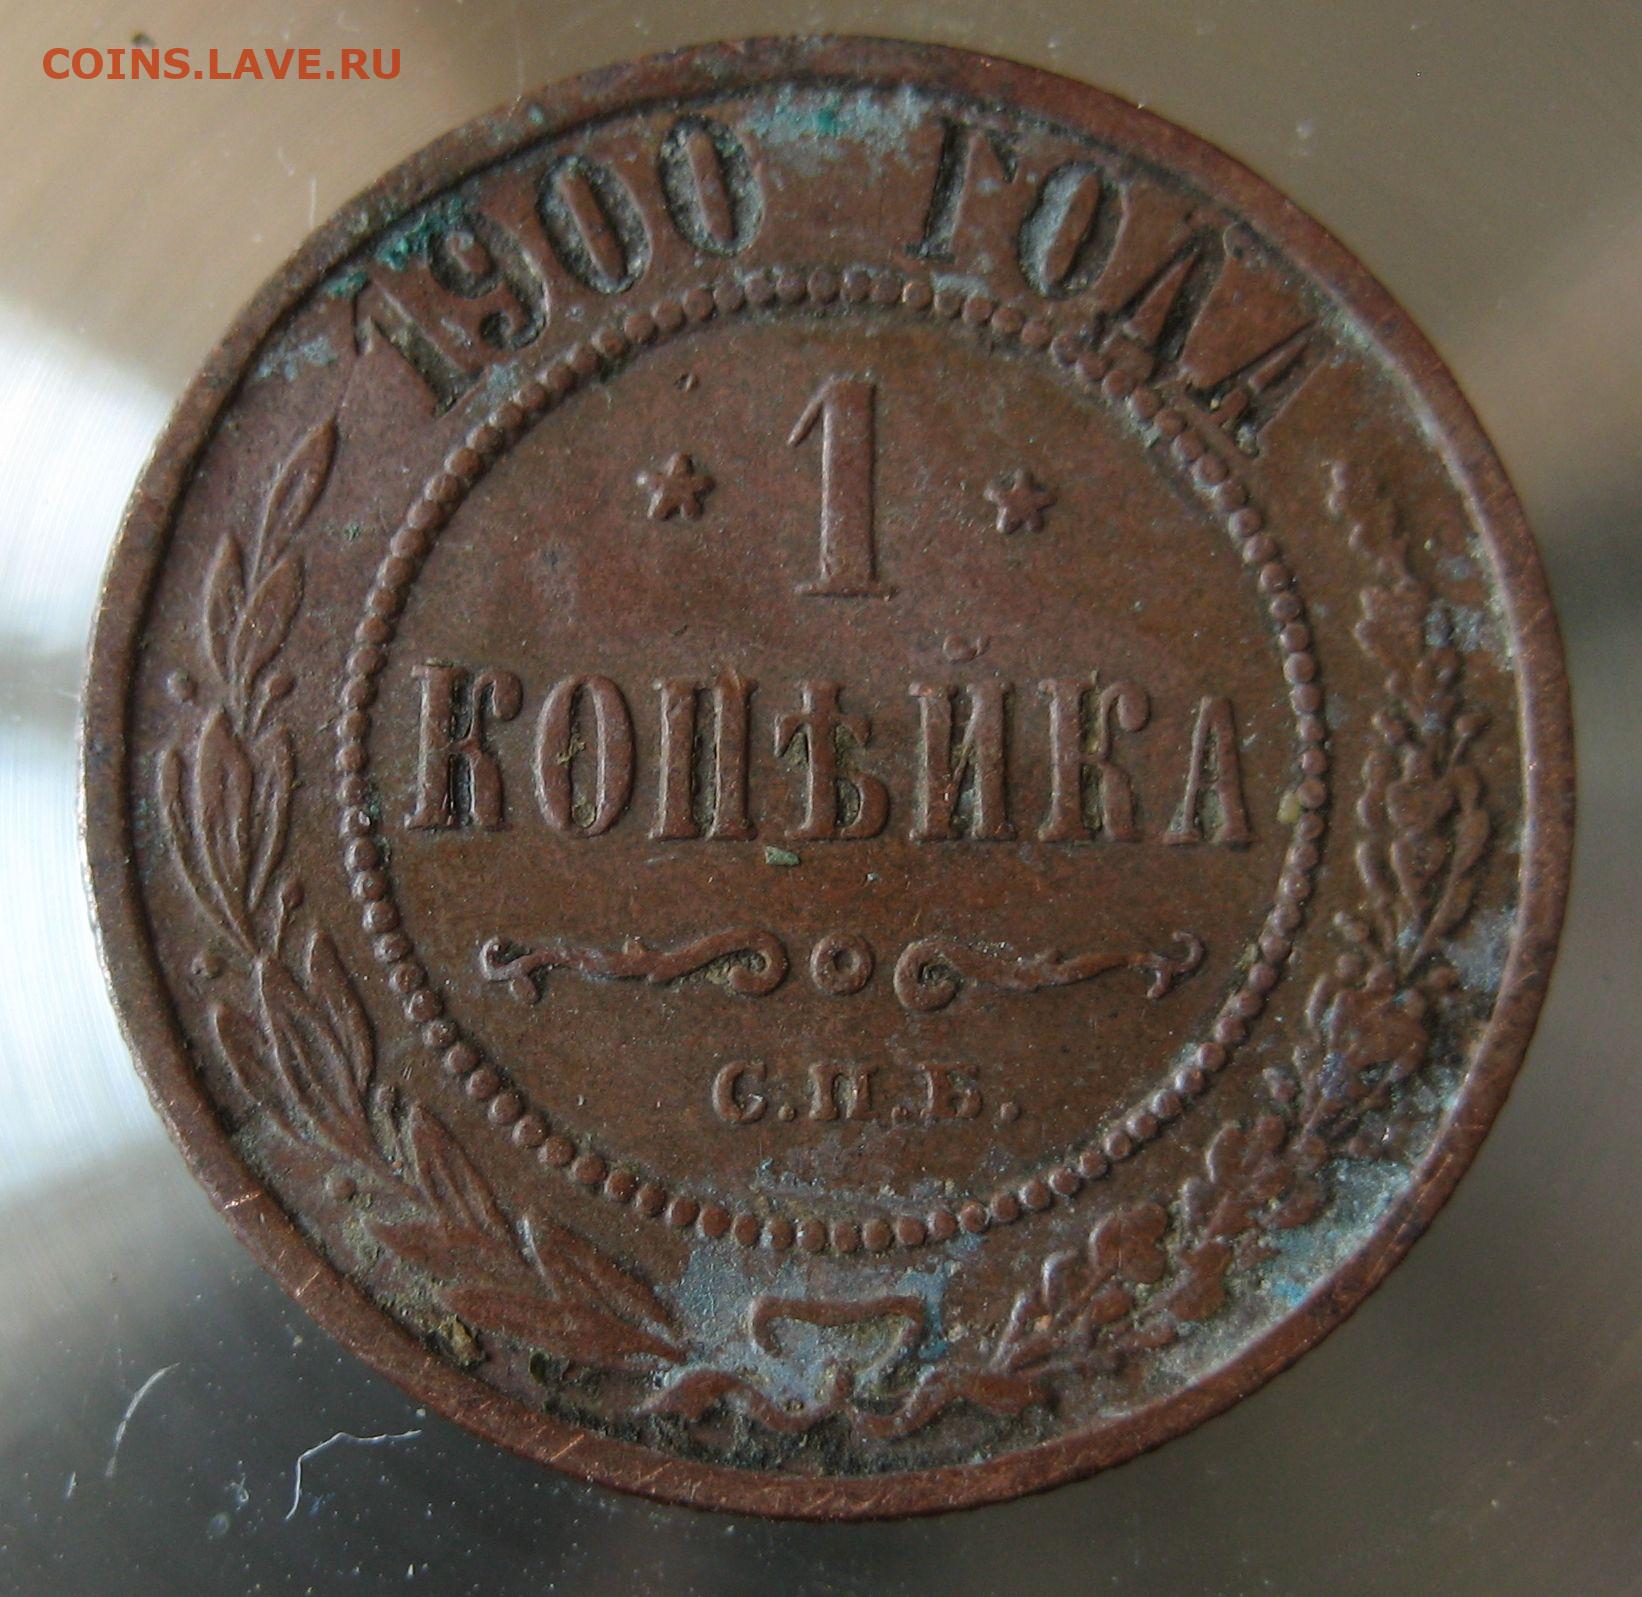 COINS.LAVE.RU
1900 ГОДА
* 1 *
КОПѢЙКА
С.П.Б.